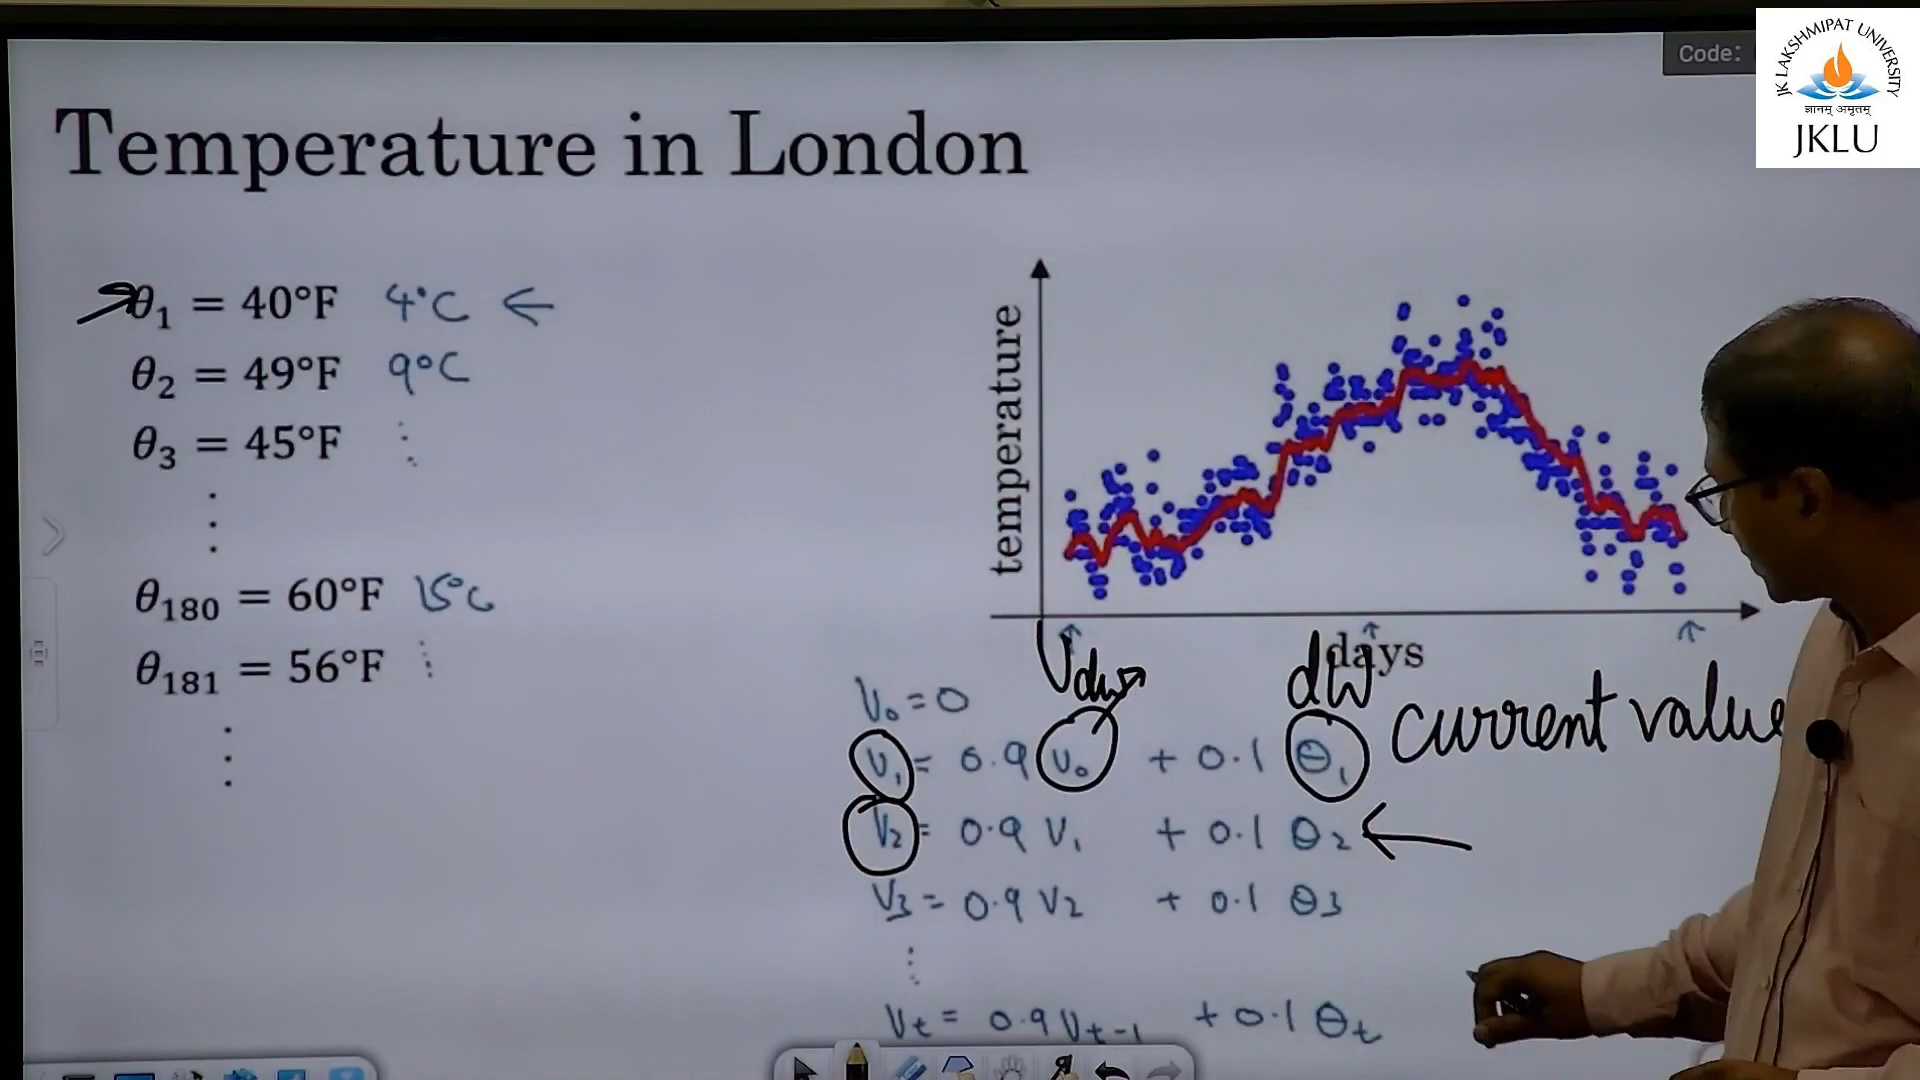 Code:
JK LAKSHMIPAT UNIVERSITY
ज्ञानम् अमृतम्
JKLU
Temperature in London
θ1 = 40°F 4°C ←
θ2 = 49°F 9°C
θ3 = 45°F ⋮
⋮
θ180 = 60°F 15°C
θ181 = 56°F ⋮
⋮
temperature
days
Vdw dW
current value
V0 = 0
V1 = 0.9 V0 + 0.1 θ1
V2 = 0.9 V1 + 0.1 θ2 ←
V3 = 0.9 V2 + 0.1 θ3
⋮
Vt = 0.9 Vt-1 + 0.1 θt